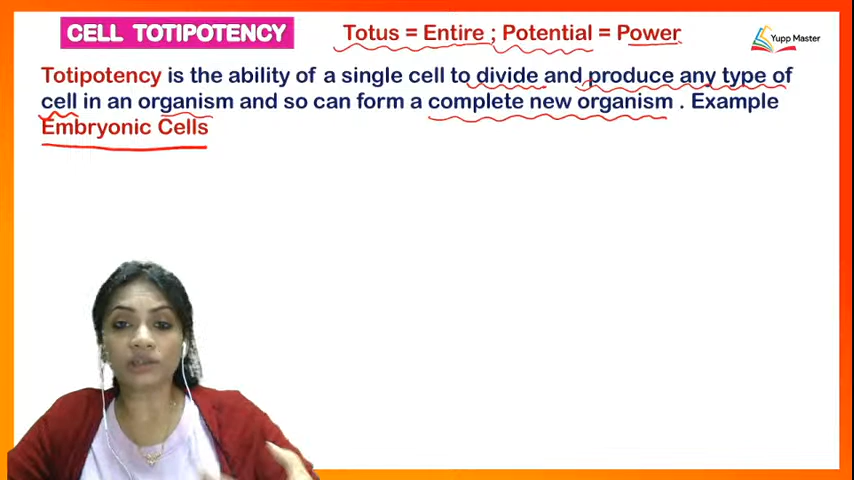 CELL TOTIPOTENCY
Totus = Entire ; Potential = Power
Yupp Master
Totipotency is the ability of a single cell to divide and produce any type of
cell in an organism and so can form a complete new organism . Example
Embryonic Cells